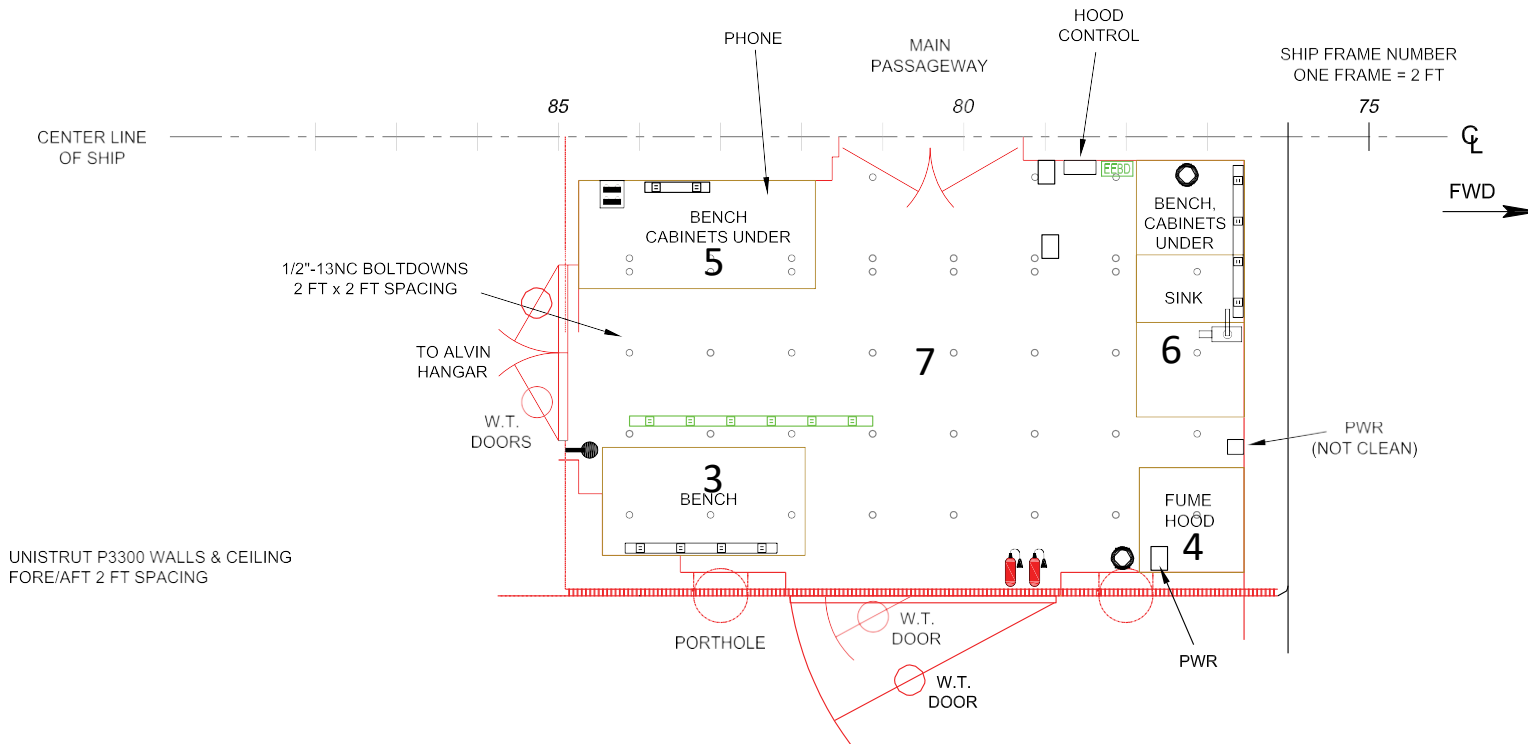 HOOD
CONTROL
PHONE
MAIN
PASSAGEWAY
SHIP FRAME NUMBER
ONE FRAME = 2 FT
85
80
75
CENTER LINE
OF SHIP
CL
FWD
EEBD
BENCH
CABINETS UNDER
5
BENCH,
CABINETS
UNDER
1/2"-13NC BOLTDOWNS
2 FT x 2 FT SPACING
SINK
TO ALVIN
HANGAR
7
6
W.T.
DOORS
PWR
(NOT CLEAN)
3
BENCH
FUME
HOOD
4
UNISTRUT P3300 WALLS & CEILING
FORE/AFT 2 FT SPACING
PORTHOLE
W.T.
DOOR
PWR
W.T.
DOOR